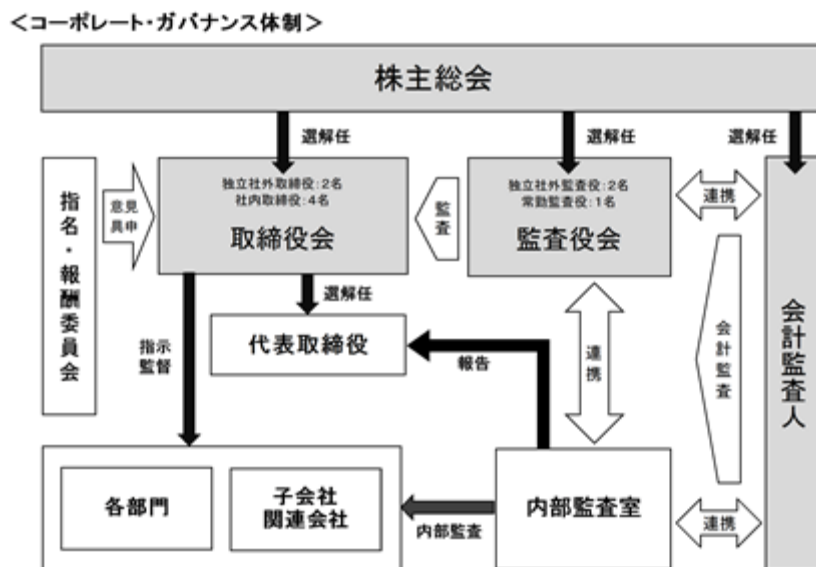 ＜コーポレート・ガバナンス体制＞
株主総会
選解任
選解任
選解任
指名・報酬委員会
意見
具申
独立社外取締役：2名
社内取締役：4名
取締役会
監査
独立社外監査役：2名
常勤監査役：1名
監査役会
連携
会計監査人
選解任
代表取締役
指示
監督
報告
連携
会計監査
各部門
子会社
関連会社
内部監査
内部監査室
連携